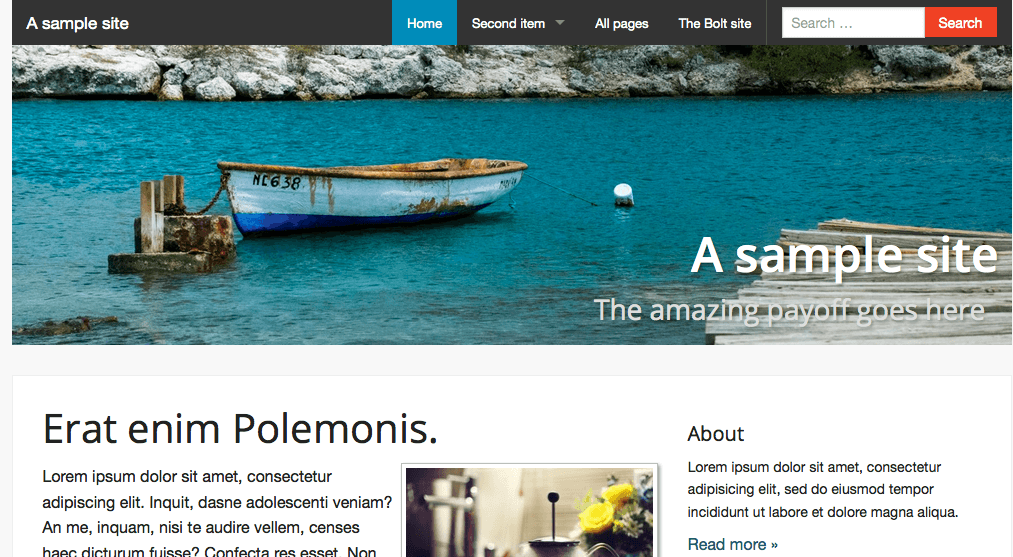 A sample site
Home
Second item
All pages
The Bolt site
Search ...
Search
NC638
A sample site
The amazing payoff goes here
Erat enim Polemonis.
Lorem ipsum dolor sit amet, consectetur
adipiscing elit. Inquit, dasne adolescenti veniam?
An me, inquam, nisi te audire vellem, censes
haec dicturum fuisse? Confecta res esset. Non
About
Lorem ipsum dolor sit amet, consectetur
adipisicing elit, sed do eiusmod tempor
incididunt ut labore et dolore magna aliqua.
Read more »